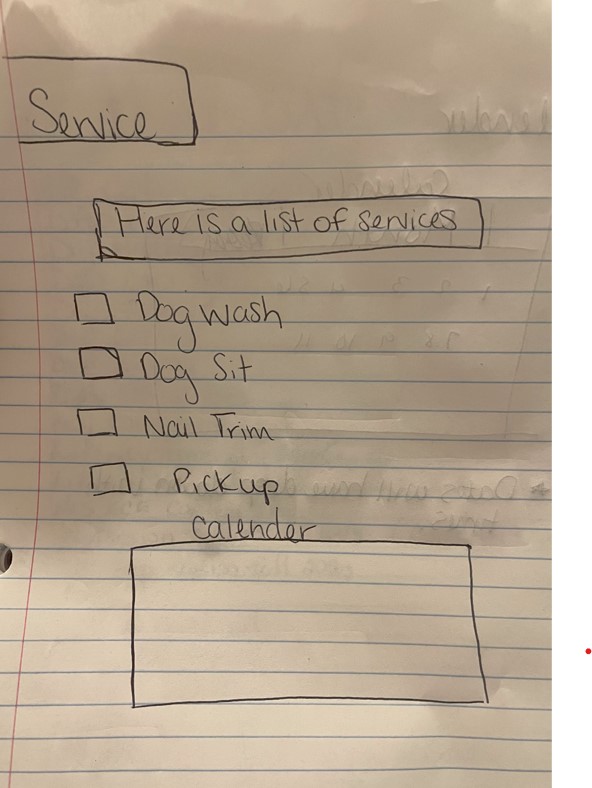 Service
Here is a list of services
Dog wash
Dog Sit
Nail Trim
Pickup
Calender